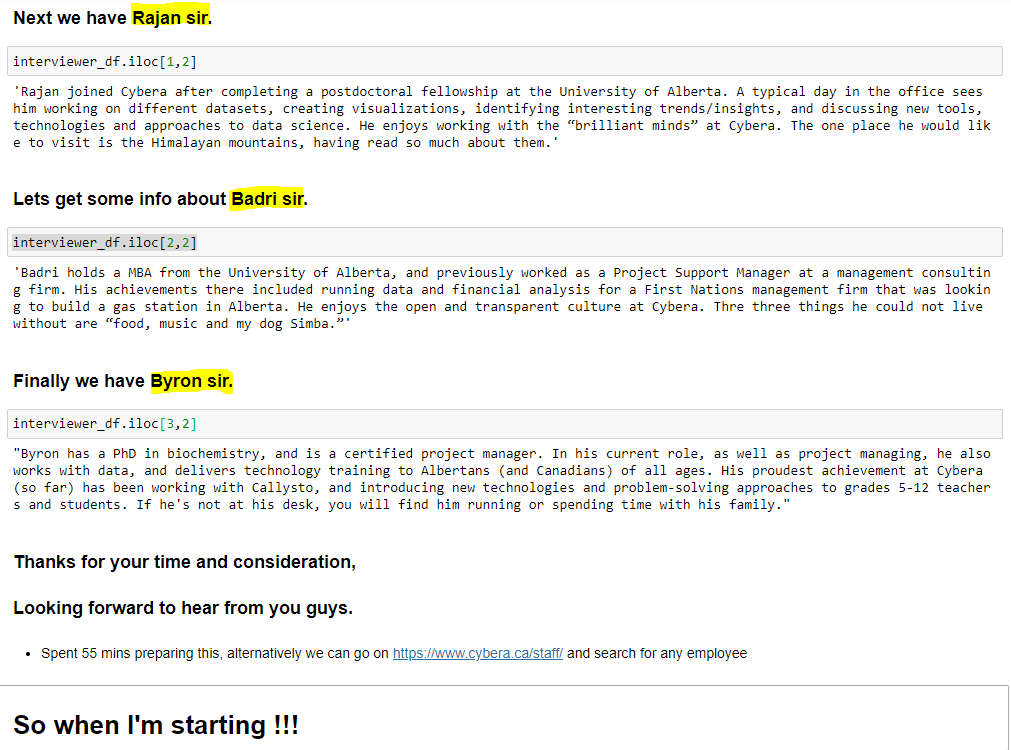 Next we have Rajan sir.
interviewer_df.iloc[1,2]
'Rajan joined Cybera after completing a postdoctoral fellowship at the University of Alberta. A typical day in the office sees
him working on different datasets, creating visualizations, identifying interesting trends/insights, and discussing new tools,
technologies and approaches to data science. He enjoys working with the “brilliant minds” at Cybera. The one place he would lik
e to visit is the Himalayan mountains, having read so much about them.'
Lets get some info about Badri sir.
interviewer_df.iloc[2,2]
'Badri holds a MBA from the University of Alberta, and previously worked as a Project Support Manager at a management consultin
g firm. His achievements there included running data and financial analysis for a First Nations management firm that was lookin
g to build a gas station in Alberta. He enjoys the open and transparent culture at Cybera. Thre three things he could not live
without are “food, music and my dog Simba.”'
Finally we have Byron sir.
interviewer_df.iloc[3,2]
"Byron has a PhD in biochemistry, and is a certified project manager. In his current role, as well as project managing, he also
works with data, and delivers technology training to Albertans (and Canadians) of all ages. His proudest achievement at Cybera
(so far) has been working with Callysto, and introducing new technologies and problem-solving approaches to grades 5-12 teacher
s and students. If he's not at his desk, you will find him running or spending time with his family."
Thanks for your time and consideration,
Looking forward to hear from you guys.
• Spent 55 mins preparing this, alternatively we can go on https://www.cybera.ca/staff/ and search for any employee
So when I'm starting !!!